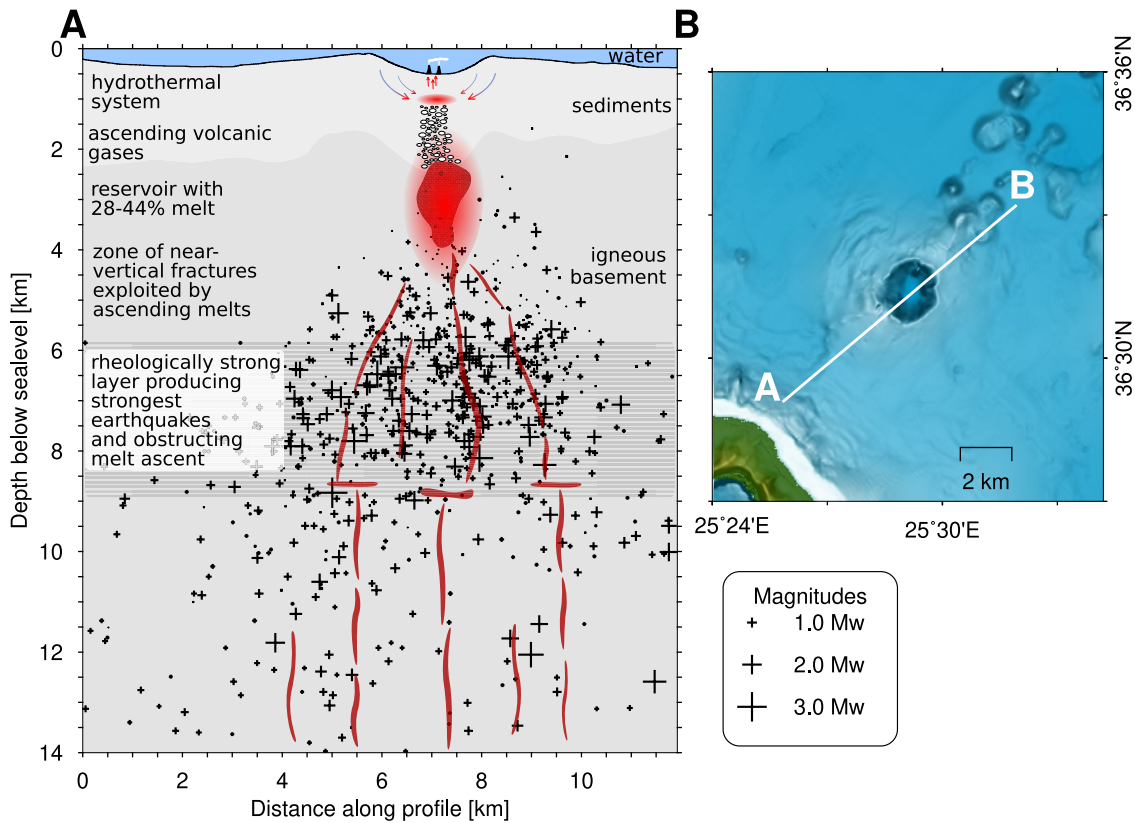 A
B
0
2
4
6
8
10
12
14
Depth below sealevel [km]
water
hydrothermal
system
sediments
ascending volcanic
gases
reservoir with
28-44% melt
zone of near-
vertical fractures
exploited by
ascending melts
igneous
basement
rheologically strong
layer producing
strongest
earthquakes
and obstructing
melt ascent
0
2
4
6
8
10
Distance along profile [km]
36°36'N
36°30'N
B
A
2 km
25°24'E
25°30'E
Magnitudes
1.0 Mw
2.0 Mw
3.0 Mw